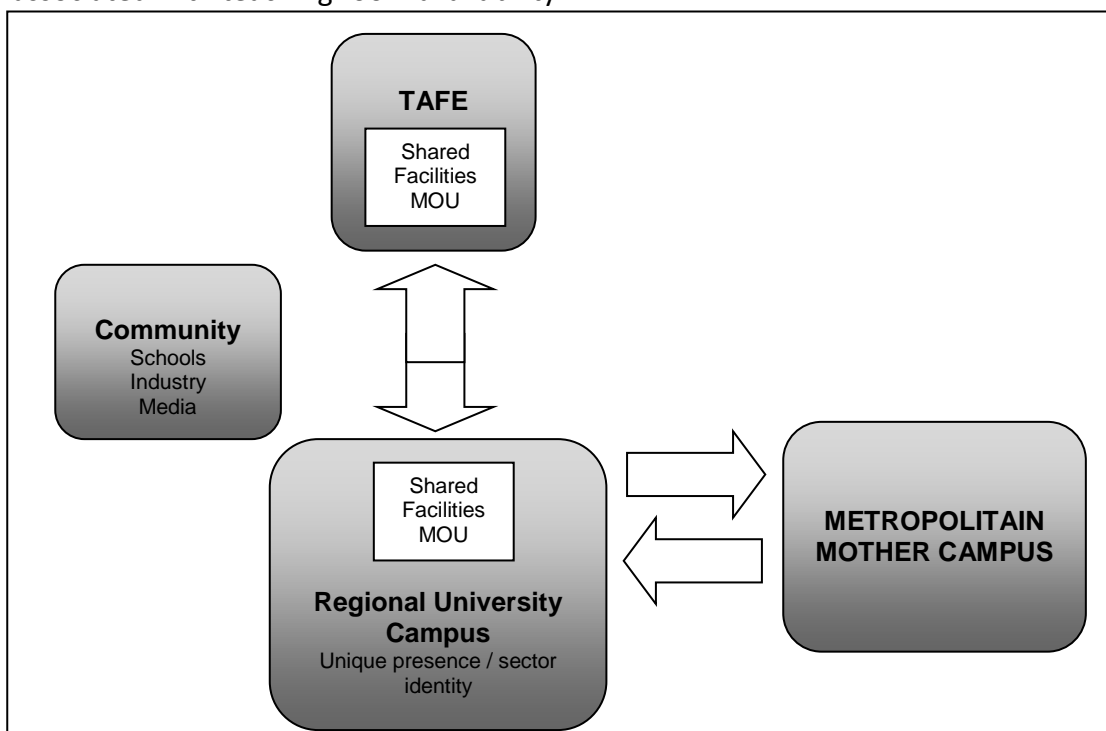 TAFE
Shared
Facilities
MOU
Community
Schools
Industry
Media
Shared
Facilities
MOU
Regional University
Campus
Unique presence / sector
identity
METROPOLITAIN
MOTHER CAMPUS